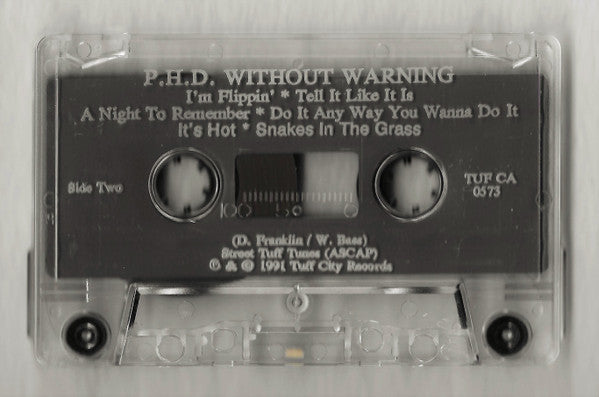 P.H.D. WITHOUT WARNING
I'm Flippin' * Tell It Like It Is
A Night To Remember * Do It Any Way You Wanna Do It
It's Hot * Snakes In The Grass
Side Two
TUF CA
0573
100 50 0
(D. Franklin / W. Bass)
Street Tuff Tunes (ASCAP)
℗ & © 1991 Tuff City Records